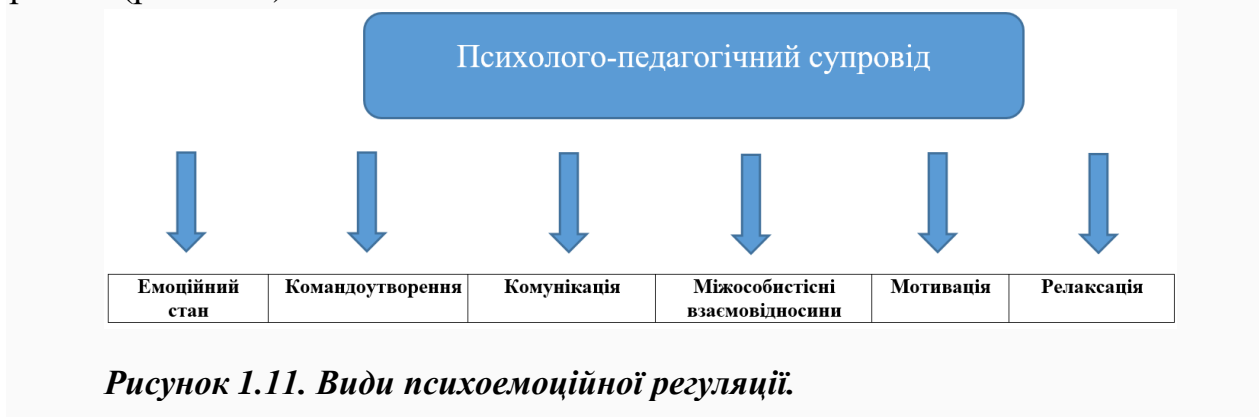 Психолого-педагогічний супровід
Емоційний стан
Командоутворення
Комунікація
Міжособистісні взаємовідносини
Мотивація
Релаксація
Рисунок 1.11. Види психоемоційної регуляції.